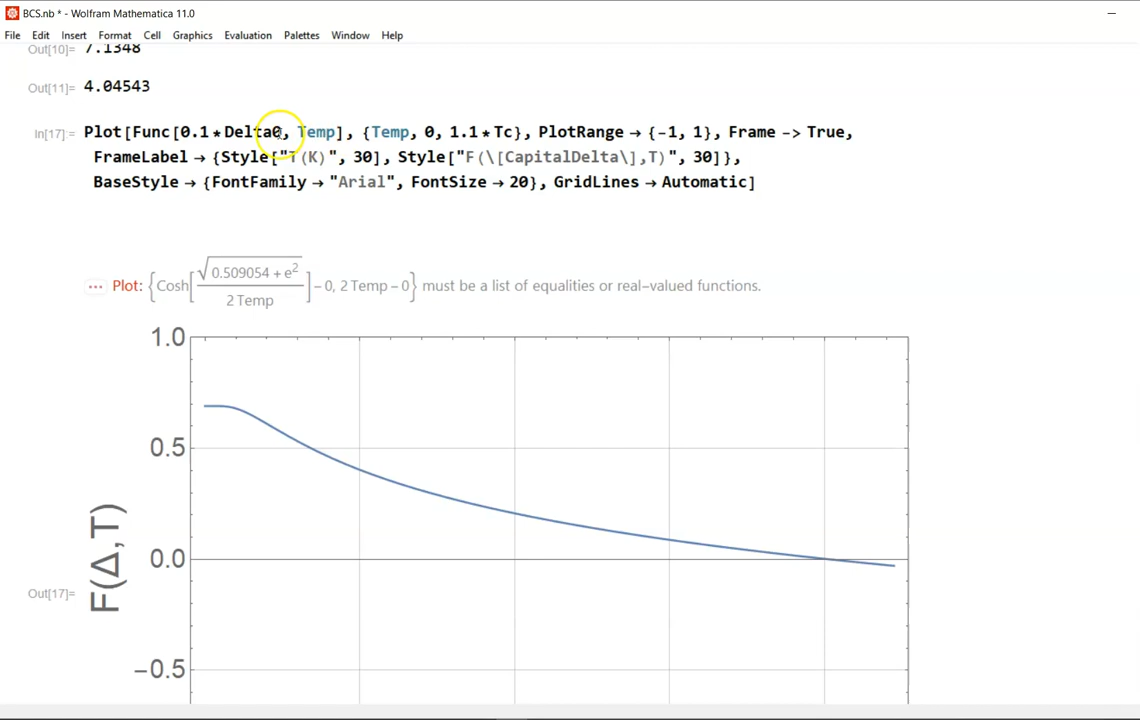 BCS.nb * - Wolfram Mathematica 11.0
File Edit Insert Format Cell Graphics Evaluation Palettes Window Help
Out[10]= 7.1348
Out[11]= 4.04543
In[17]:= Plot[Func[0.1*Delta0, Temp], {Temp, 0, 1.1*Tc}, PlotRange → {-1, 1}, Frame -> True,
FrameLabel → {Style["T(K)", 30], Style["F(\[CapitalDelta\],T)", 30]},
BaseStyle → {FontFamily → "Arial", FontSize → 20}, GridLines → Automatic]
... Plot: {Cosh[√(0.509054 + e²) / 2 Temp] - 0, 2 Temp - 0} must be a list of equalities or real-valued functions.
Out[17]=
F(Δ,T)
1.0
0.5
0.0
-0.5